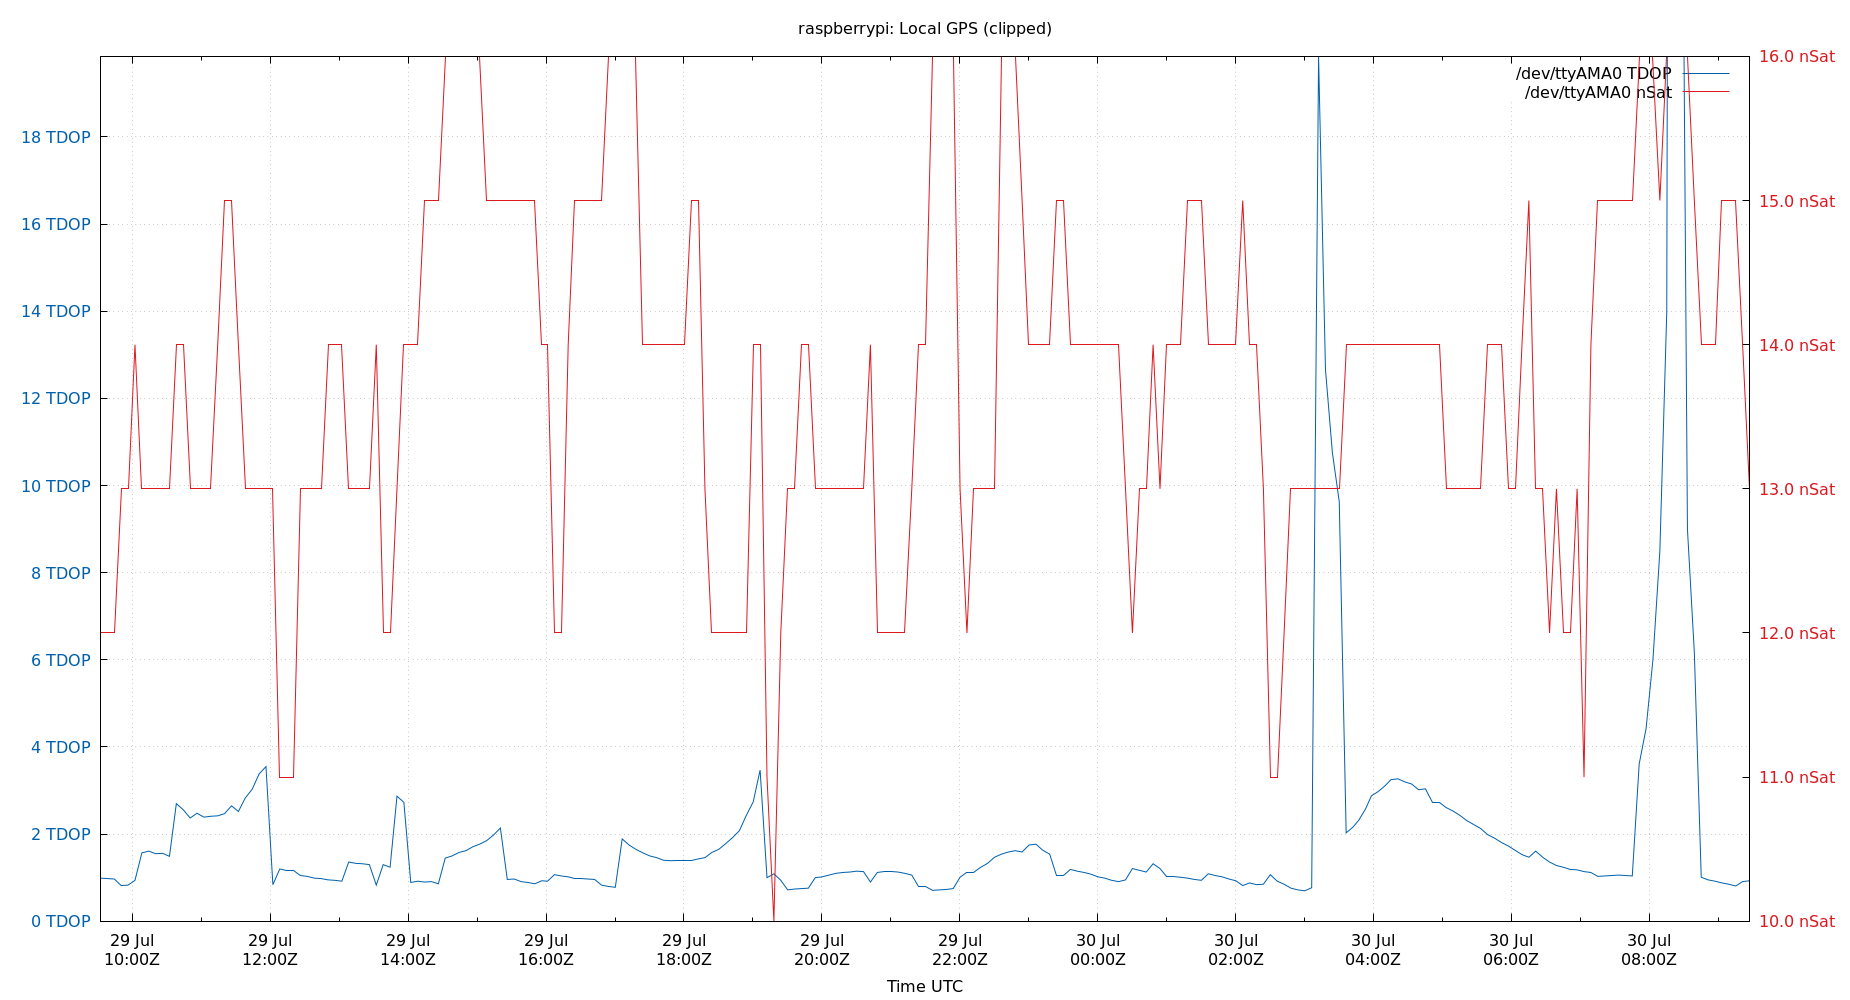 raspberrypi: Local GPS (clipped)
16.0 nSat
/dev/ttyAMA0 TDOP
/dev/ttyAMA0 nSat
18 TDOP
15.0 nSat
16 TDOP
14 TDOP
14.0 nSat
12 TDOP
10 TDOP
13.0 nSat
8 TDOP
12.0 nSat
6 TDOP
4 TDOP
11.0 nSat
2 TDOP
0 TDOP
10.0 nSat
29 Jul 29 Jul 29 Jul 29 Jul 29 Jul 29 Jul 29 Jul 30 Jul 30 Jul 30 Jul 30 Jul 30 Jul
10:00Z 12:00Z 14:00Z 16:00Z 18:00Z 20:00Z 22:00Z 00:00Z 02:00Z 04:00Z 06:00Z 08:00Z
Time UTC